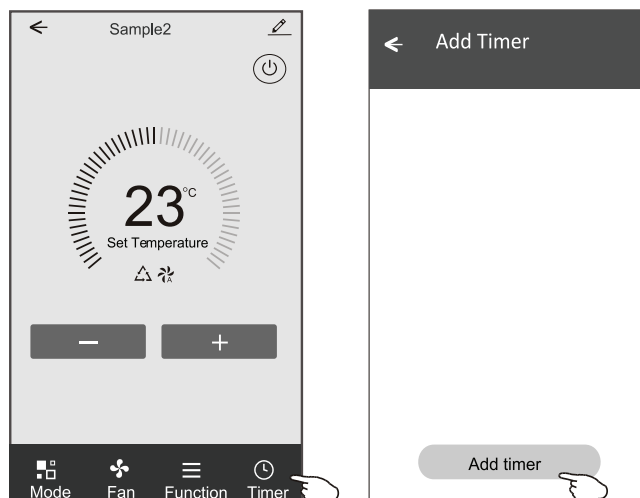 Sample2
23°C
Set Temperature
A
Mode Fan Function Timer
Add Timer
Add timer